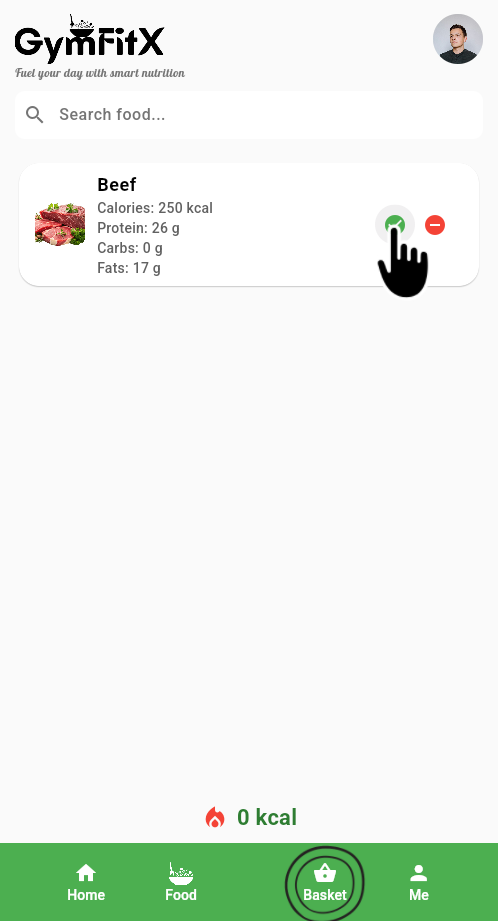 GymFitX
Fuel your day with smart nutrition
Search food...
Beef
Calories: 250 kcal
Protein: 26 g
Carbs: 0 g
Fats: 17 g
0 kcal
Home Food Basket Me